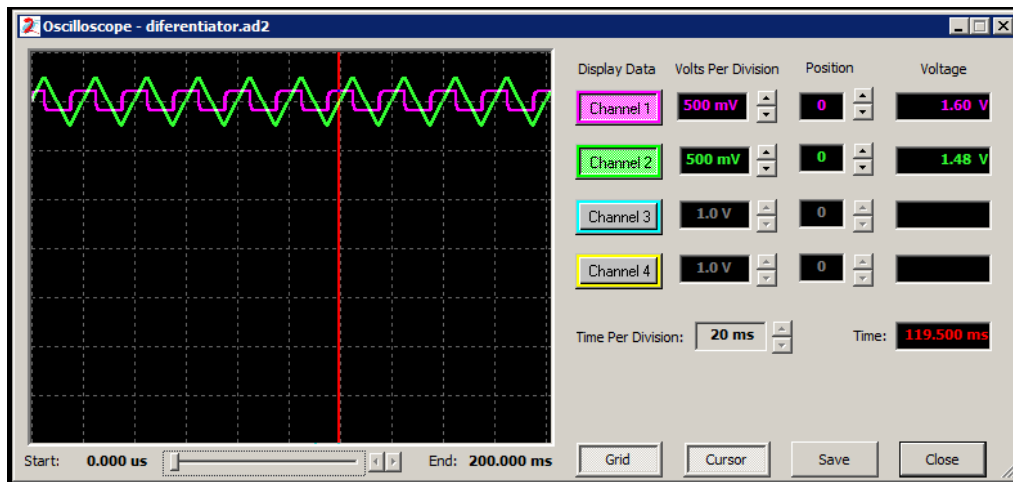 Oscilloscope - diferentiator.ad2
Display Data Volts Per Division Position Voltage
Channel 1 500 mV 0 1.60 V
Channel 2 500 mV 0 1.48 V
Channel 3 1.0 V 0
Channel 4 1.0 V 0
Time Per Division: 20 ms Time: 119.500 ms
Start: 0.000 us End: 200.000 ms Grid Cursor Save Close